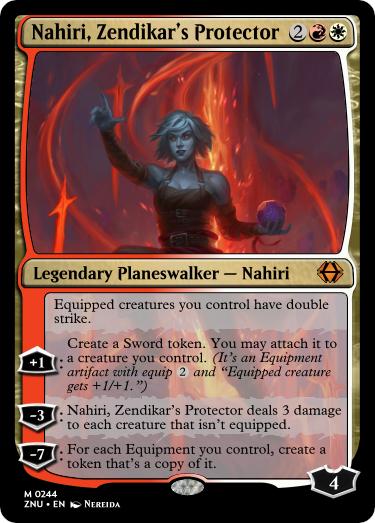 Nahiri, Zendikar's Protector 2
Legendary Planeswalker — Nahiri
Equipped creatures you control have double
strike.
+1: Create a Sword token. You may attach it to
a creature you control. (It's an Equipment
artifact with equip 2 and "Equipped creature
gets +1/+1.")
-3: Nahiri, Zendikar's Protector deals 3 damage
to each creature that isn't equipped.
-7: For each Equipment you control, create a
token that's a copy of it.
4
M 0244
ZNU • EN Nereida